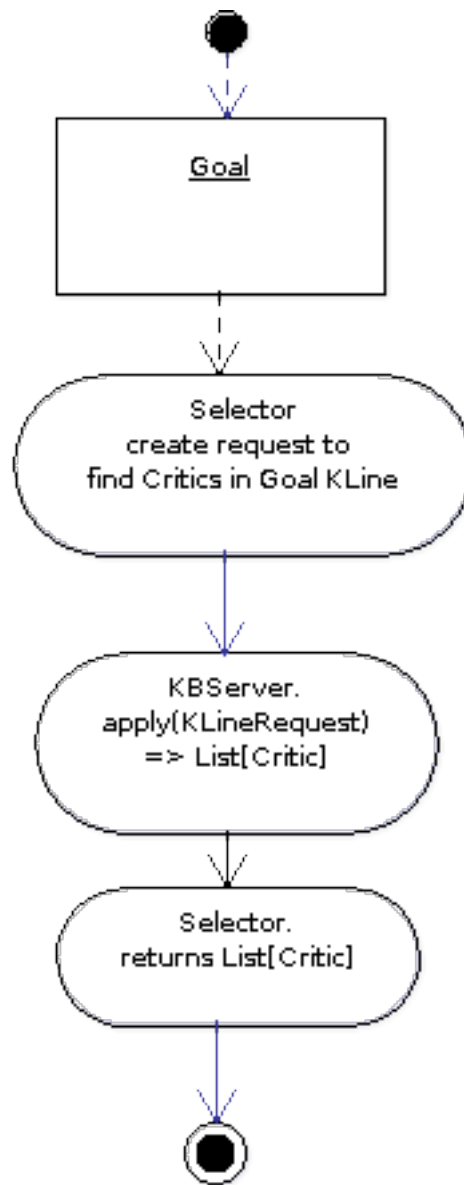 Goal
Selector
create request to
find Critics in Goal KLine
KBServer.
apply(KLineRequest)
=> List[Critic]
Selector.
returns List[Critic]